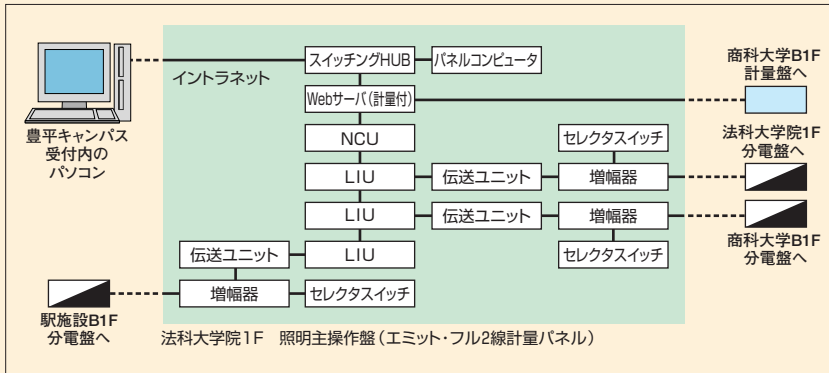 スイッチングHUB
パネルコンピュータ
イントラネット
Webサーバ(計量付)
商科大学B1F
計量盤へ
豊平キャンパス
受付内の
パソコン
NCU
セレクタスイッチ
法科大学院1F
分電盤へ
LIU
伝送ユニット
増幅器
LIU
伝送ユニット
増幅器
商科大学B1F
分電盤へ
伝送ユニット
LIU
セレクタスイッチ
増幅器
セレクタスイッチ
駅施設B1F
分電盤へ
法科大学院1F 照明主操作盤(エミット・フル2線計量パネル)